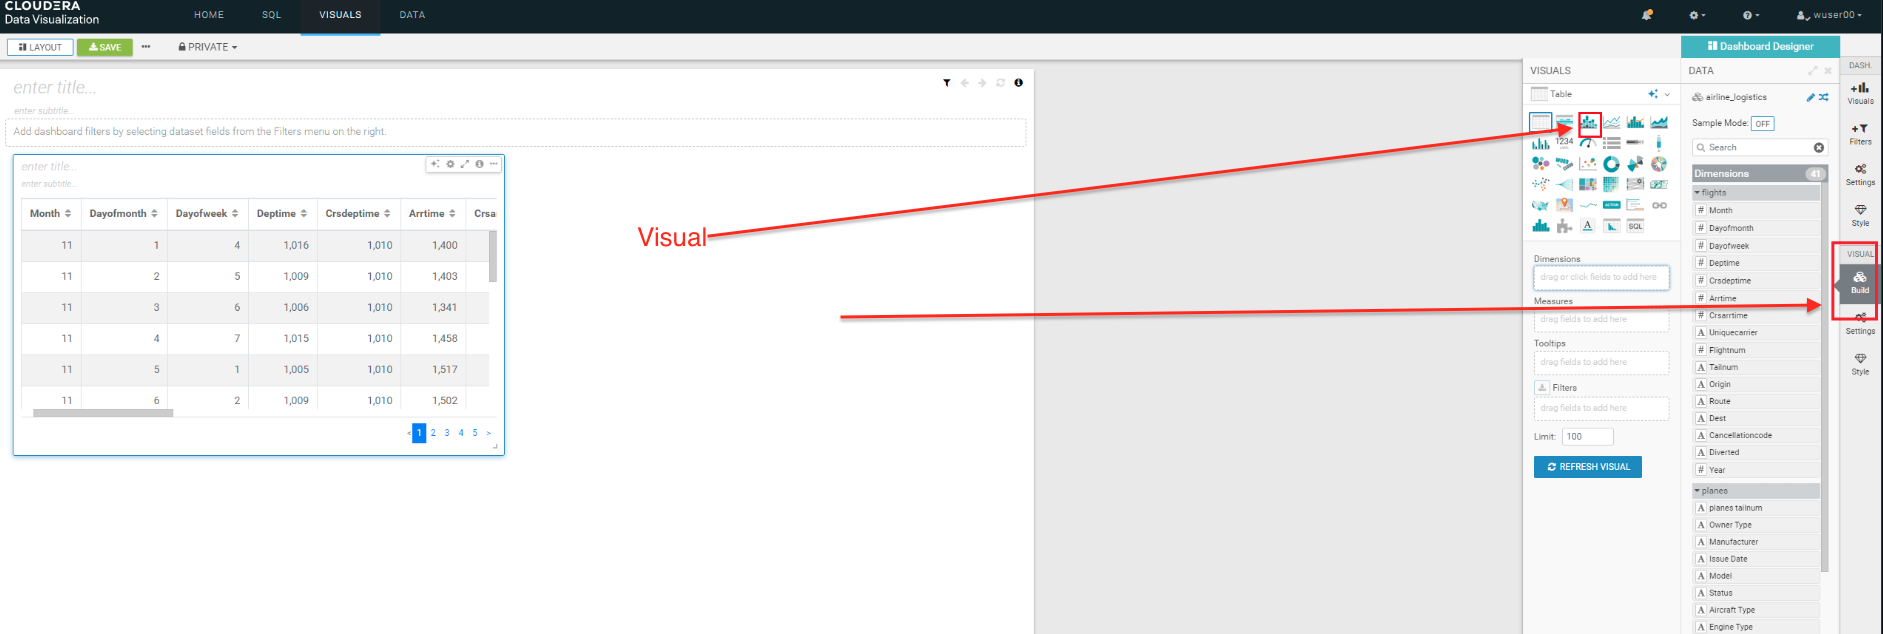 CLOUDERA
Data Visualization
HOME
SQL
VISUALS
DATA
wuser00
LAYOUT
SAVE
PRIVATE
Dashboard Designer
enter title...
enter subtitle...
Add dashboard filters by selecting dataset fields from the Filters menu on the right.
enter title...
enter subtitle...
Month Dayofmonth Dayofweek Deptime Crsdeptime Arrtime Crsar
11 1 4 1,016 1,010 1,400
11 2 5 1,009 1,010 1,403
11 3 6 1,006 1,010 1,341
11 4 7 1,015 1,010 1,458
11 5 1 1,005 1,010 1,517
11 6 2 1,009 1,010 1,502
< 1 2 3 4 5 >
Visual
VISUALS
Table
1234
ACTION
A
SQL
Dimensions
drag or click fields to add here
Measures
drag fields to add here
Tooltips
drag fields to add here
Filters
drag fields to add here
Limit: 100
REFRESH VISUAL
DATA
airline_logistics
Sample Mode: OFF
Search
Dimensions 41
flights
# Month
# Dayofmonth
# Dayofweek
# Deptime
# Crsdeptime
# Arrtime
# Crsarrtime
A Uniquecarrier
# Flightnum
A Tailnum
A Origin
A Route
A Dest
A Cancellationcode
A Diverted
# Year
planes
A planes tailnum
A Owner Type
A Manufacturer
A Issue Date
A Model
A Status
A Aircraft Type
A Engine Type
DASH.
Visuals
Filters
Settings
Style
VISUAL
Build
Settings
Style